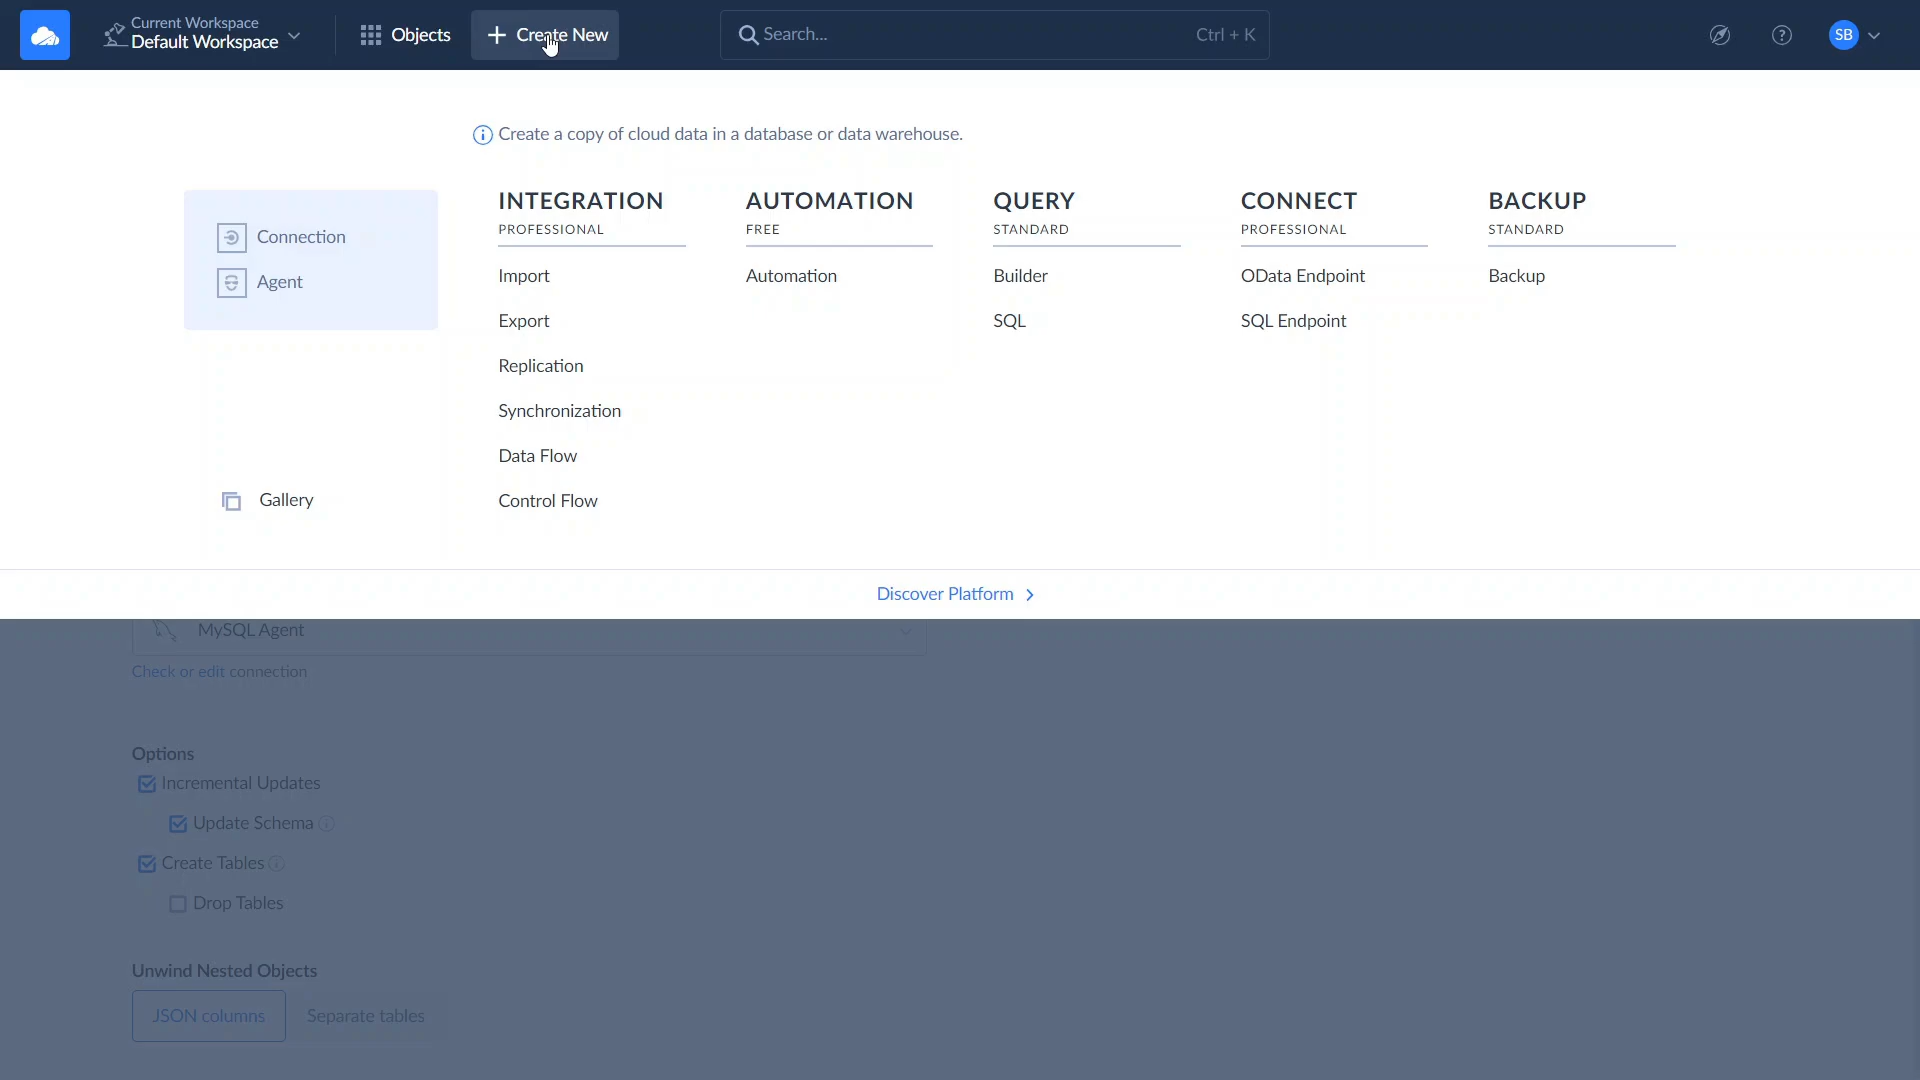 Current Workspace
Default Workspace
Objects
Create New
Search...
Ctrl + K
SB
Create a copy of cloud data in a database or data warehouse.
Connection
Agent
Gallery
INTEGRATION
PROFESSIONAL
Import
Export
Replication
Synchronization
Data Flow
Control Flow
AUTOMATION
FREE
Automation
QUERY
STANDARD
Builder
SQL
CONNECT
PROFESSIONAL
OData Endpoint
SQL Endpoint
BACKUP
STANDARD
Backup
Discover Platform
MySQL Agent
Check or edit connection
Options
Incremental Updates
Update Schema
Create Tables
Drop Tables
Unwind Nested Objects
JSON columns
Separate tables